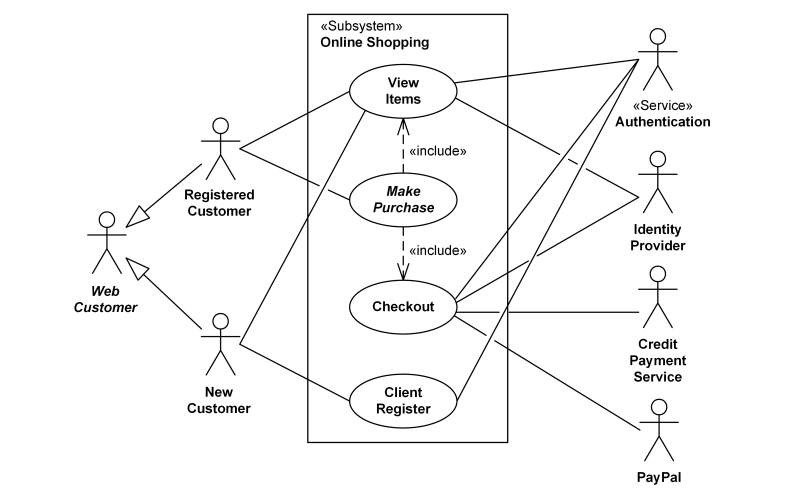 «Subsystem»
Online Shopping
View
Items
«include»
Make
Purchase
«include»
Checkout
Client
Register
Registered
Customer
Web
Customer
New
Customer
«Service»
Authentication
Identity
Provider
Credit
Payment
Service
PayPal